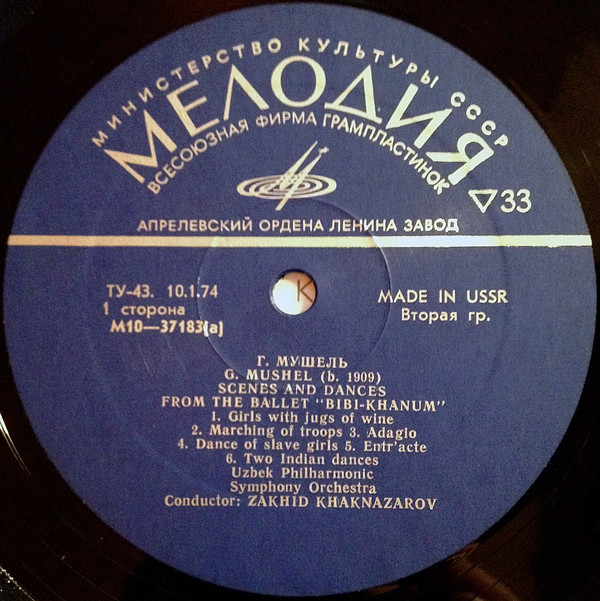 МИНИСТЕРСТВО КУЛЬТУРЫ СССР
МЕЛОДИЯ
ВСЕСОЮЗНАЯ ФИРМА ГРАМПЛАСТИНОК
33
АПРЕЛЕВСКИЙ ОРДЕНА ЛЕНИНА ЗАВОД
ТУ-43. 10.1.74
1 сторона
М10—37183(а)
MADE IN USSR
Вторая гр.
К
Г. МУШЕЛЬ
G. MUSHEL (b. 1909)
SCENES AND DANCES
FROM THE BALLET "BIBI-KHANUM"
1. Girls with jugs of wine
2. Marching of troops 3. Adagio
4. Dance of slave girls 5. Entr'acte
6. Two Indian dances
Uzbek Philharmonic
Symphony Orchestra
Conductor: ZAKHID KHAKNAZAROV